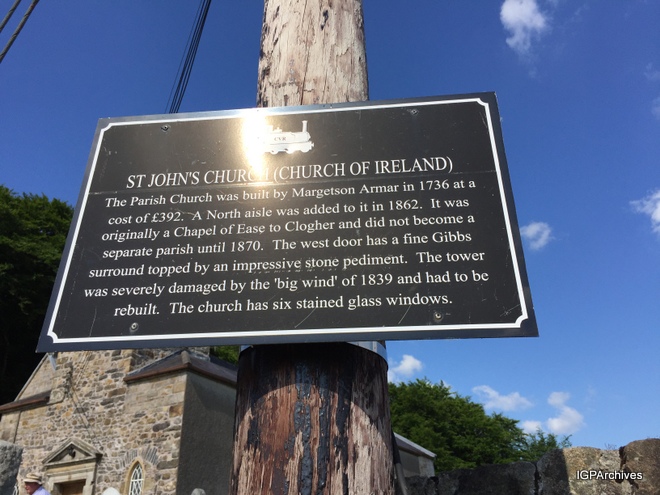 ST JOHN'S CHURCH (CHURCH OF IRELAND)
The Parish Church was built by Margetson Armar in 1736 at a
cost of £392. A North aisle was added to it in 1862. It was
originally a Chapel of Ease to Clogher and did not become a
separate parish until 1870. The west door has a fine Gibbs
surround topped by an impressive stone pediment. The tower
was severely damaged by the 'big wind' of 1839 and had to be
rebuilt. The church has six stained glass windows.
IGPArchives